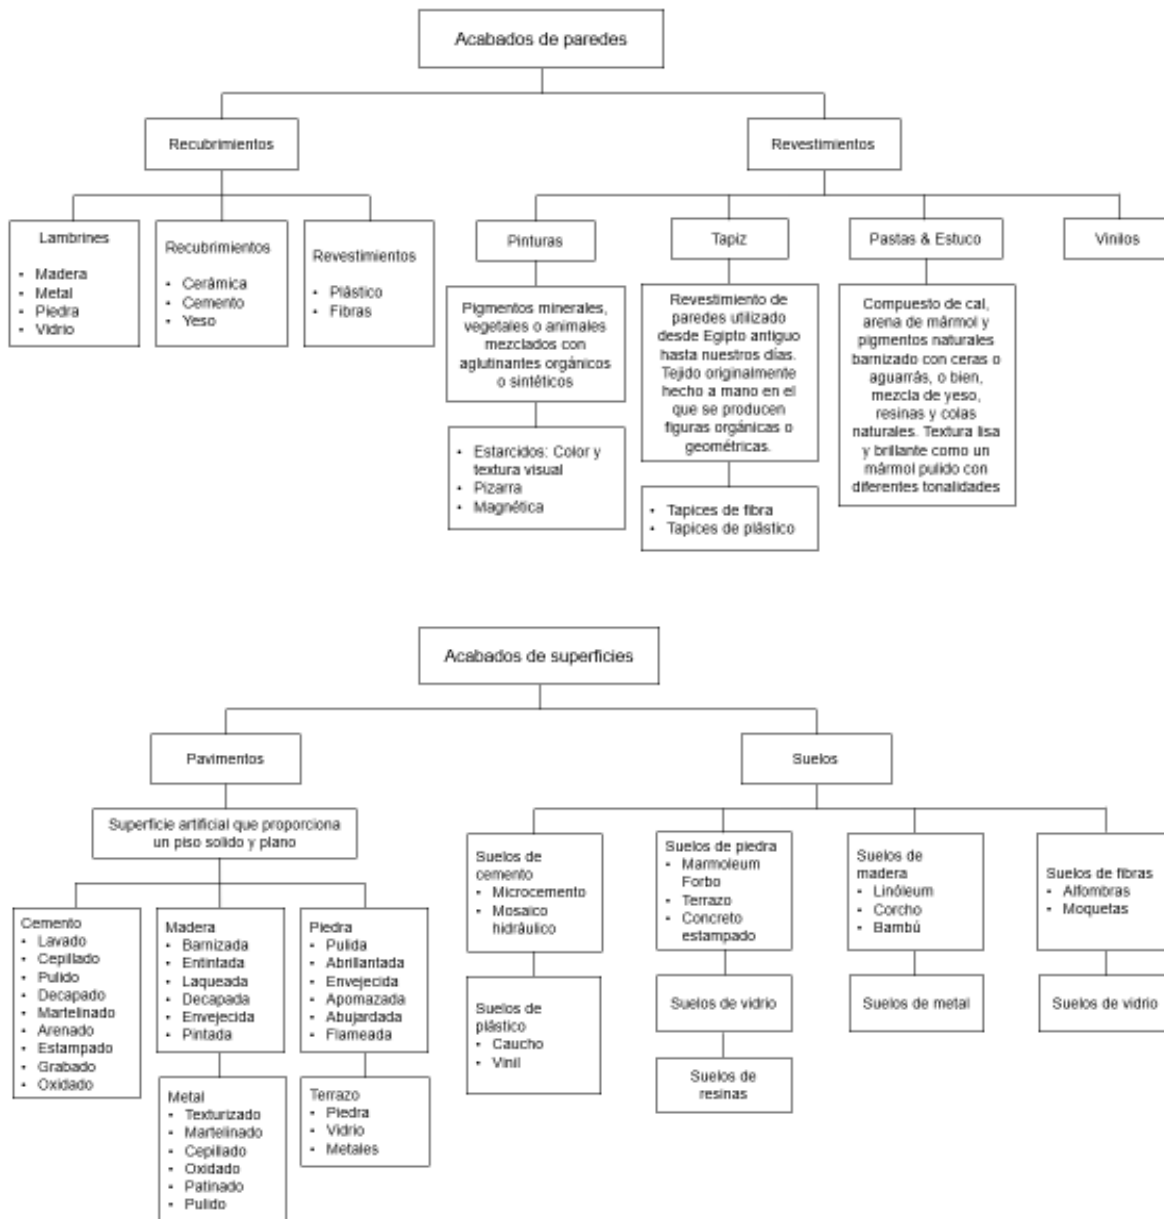 Acabados de paredes
Recubrimientos
Revestimientos
Lambrines
• Madera
• Metal
• Piedra
• Vidrio
Recubrimientos
• Cerâmica
• Cemento
• Yeso
Revestimientos
• Plástico
• Fibras
Pinturas
Pigmentos minerales,
vegetales o animales
mezclados con
aglutinantes orgánicos
o sintéticos
• Estarcidos: Color y
textura visual
• Pizarra
• Magnética
Tapiz
Revestimiento de
paredes utilizado
desde Egipto antiguo
hasta nuestros días.
Tejido originalmente
hecho a mano en el
que se producen
figuras orgánicas o
geométricas.
• Tapices de fibra
• Tapices de plástico
Pastas & Estuco
Compuesto de cal,
arena de mármol y
pigmentos naturales
barnizado con ceras o
aguarrás, o bien,
mezcla de yeso,
resinas y colas
naturales. Textura lisa
y brillante como un
mármol pulido con
diferentes tonalidades
Vinilos
Acabados de superficies
Pavimentos
Superficie artificial que proporciona
un piso solido y plano
Cemento
• Lavado
• Cepillado
• Pulido
• Decapado
• Martelinado
• Arenado
• Estampado
• Grabado
• Oxidado
Madera
• Barnizada
• Entintada
• Laqueada
• Decapada
• Envejecida
• Pintada
Metal
• Texturizado
• Martelinado
• Cepillado
• Oxidado
• Patinado
• Pulido
Piedra
• Pulida
• Abrillantada
• Envejecida
• Apomazada
• Abujardada
• Flameada
Terrazo
• Piedra
• Vidrio
• Metales
Suelos
Suelos de
cemento
• Microcemento
• Mosaico
hidráulico
Suelos de
plástico
• Caucho
• Vinil
Suelos de piedra
• Marmoleum
Forbo
• Terrazo
• Concreto
estampado
Suelos de vidrio
Suelos de
resinas
Suelos de
madera
• Linóleum
• Corcho
• Bambú
Suelos de metal
Suelos de fibras
• Alfombras
• Moquetas
Suelos de vidrio